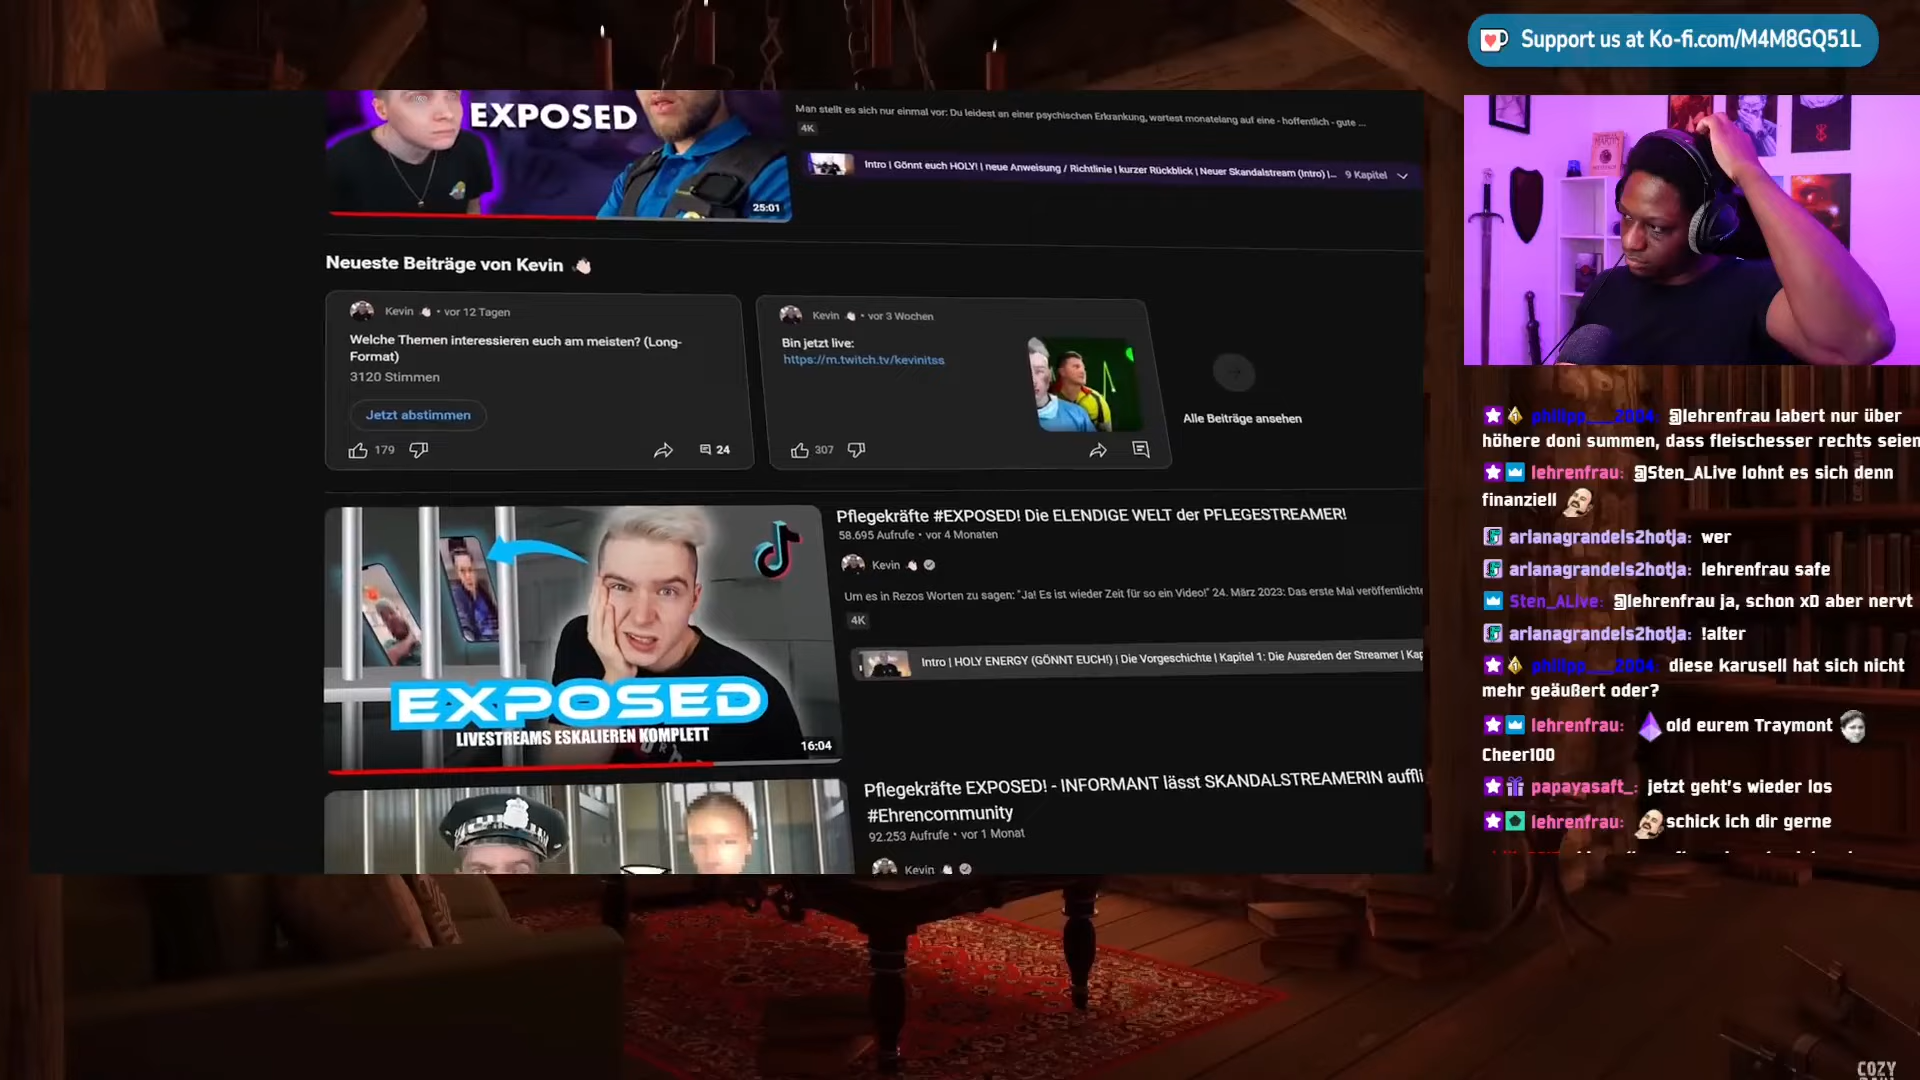 Support us at Ko-fi.com/M4M8GQ51L
EXPOSED
25:01
Man stellt es sich nur einmal vor: Du leidest an einer psychischen Erkrankung, wartest monatelang auf eine - hoffentlich - gute ...
4K
Intro | Gönnt euch HOLY! | neue Anweisung / Richtlinie | kurzer Rückblick | Neuer Skandalstream (Intro) |... 9 Kapitel
Neueste Beiträge von Kevin
Kevin • vor 12 Tagen
Welche Themen interessieren euch am meisten? (Long-
Format)
3120 Stimmen
Jetzt abstimmen
179
24
Kevin • vor 3 Wochen
Bin jetzt live:
https://m.twitch.tv/kevinitss
307
Alle Beiträge ansehen
EXPOSED
LIVESTREAMS ESKALIEREN KOMPLETT
16:04
Pflegekräfte #EXPOSED! Die ELENDIGE WELT der PFLEGESTREAMER!
58.695 Aufrufe • vor 4 Monaten
Kevin
Um es in Rezos Worten zu sagen: "Ja! Es ist wieder Zeit für so ein Video!" 24. März 2023: Das erste Mal veröffentlichte
4K
Intro | HOLY ENERGY (GÖNNT EUCH!) | Die Vorgeschichte | Kapitel 1: Die Ausreden der Streamer | Kap
Pflegekräfte EXPOSED! - INFORMANT lässt SKANDALSTREAMERIN auffli
#Ehrencommunity
92.253 Aufrufe • vor 1 Monat
Kevin
philipp___2004: @lehrenfrau labert nur über
höhere doni summen, dass fleischesser rechts seien
lehrenfrau: @Sten_ALive lohnt es sich denn
finanziell
arianagrandeis2hotja: wer
arianagrandeis2hotja: lehrenfrau safe
Sten_ALive: @lehrenfrau ja, schon xD aber nervt
arianagrandeis2hotja: !alter
philipp___2004: diese karusell hat sich nicht
mehr geäußert oder?
lehrenfrau: old eurem Traymont
Cheer100
papayasaft_: jetzt geht's wieder los
lehrenfrau: schick ich dir gerne
COZY